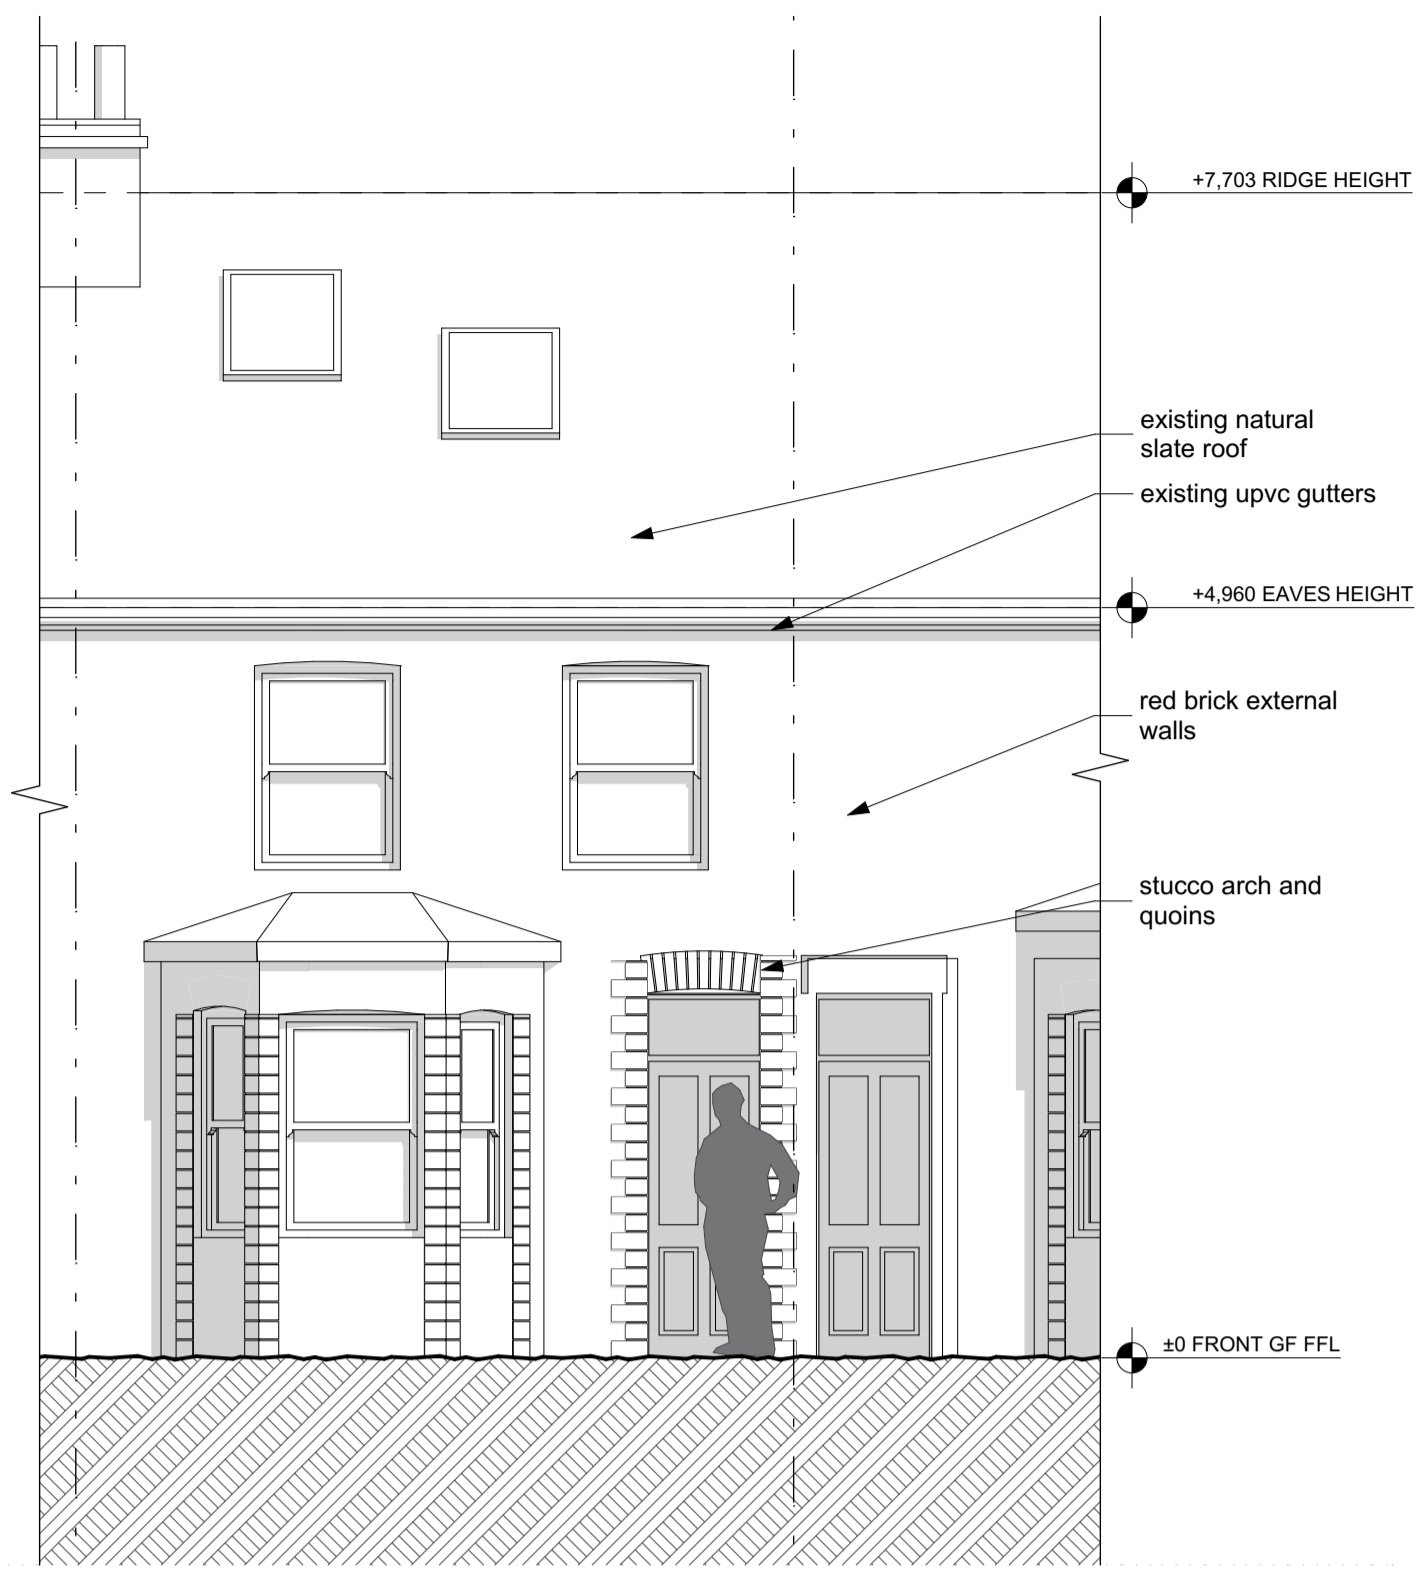 +7,703 RIDGE HEIGHT
existing natural
slate roof
existing upvc gutters
+4,960 EAVES HEIGHT
red brick external
walls
stucco arch and
quoins
±0 FRONT GF FFL